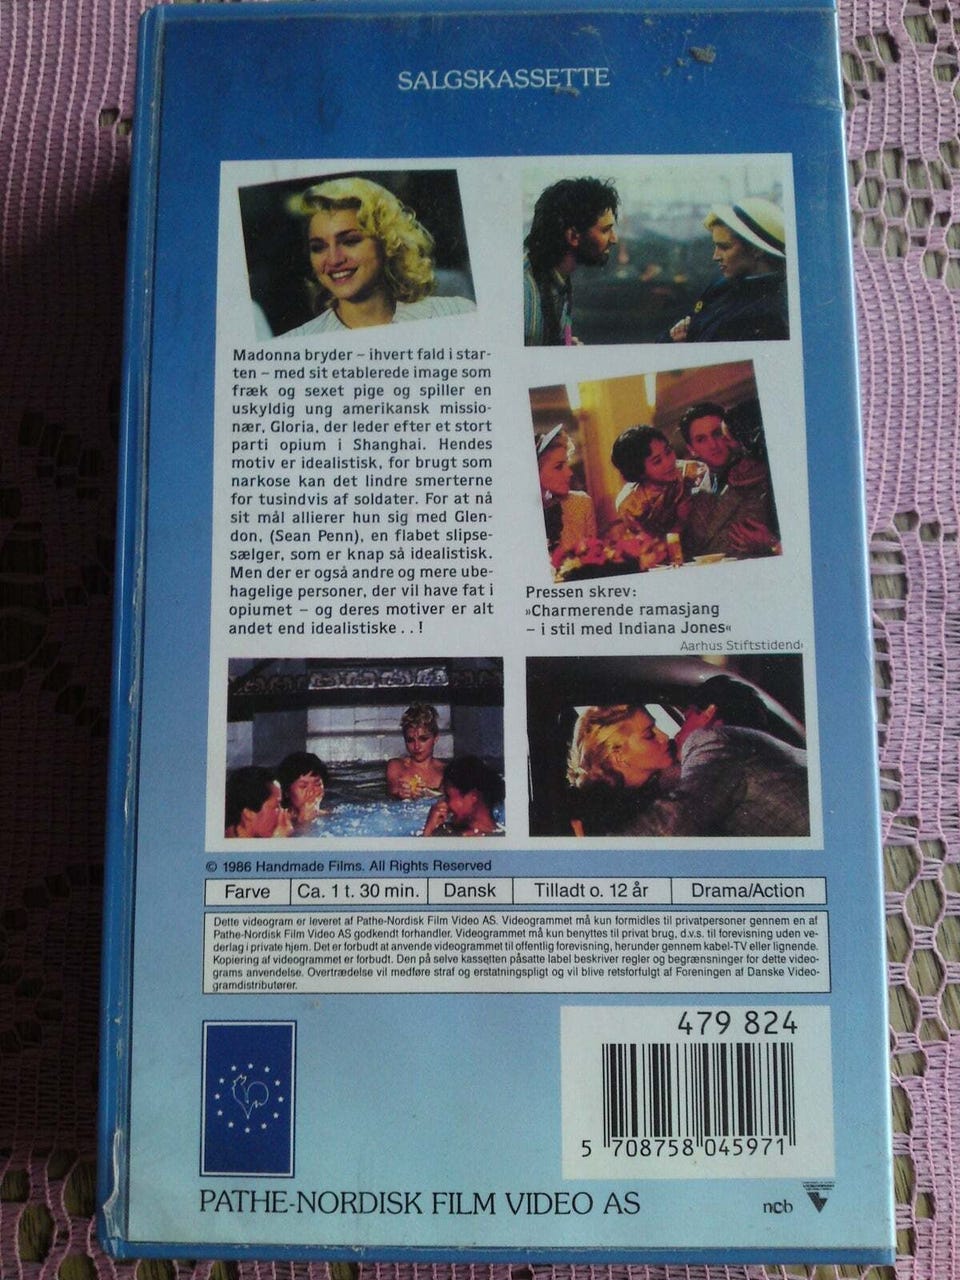 SALGSKASSETTE
Madonna bryder – ihvert fald i star-
ten – med sit etablerede image som
fræk og sexet pige og spiller en
uskyldig ung amerikansk missio-
nær, Gloria, der leder efter et stort
parti opium i Shanghai. Hendes
motiv er idealistisk, for brugt som
narkose kan det lindre smerterne
for tusindvis af soldater. For at nå
sit mål allierer hun sig med Glen-
don, (Sean Penn), en flabet slipse-
sælger, som er knap så idealistisk.
Men der er også andre og mere ube-
hagelige personer, der vil have fat i
opiumet – og deres motiver er alt
andet end idealistiske . . !
Pressen skrev:
»Charmerende ramasjang
– i stil med Indiana Jones«
Aarhus Stiftstidend
© 1986 Handmade Films. All Rights Reserved
Farve Ca. 1 t. 30 min. Dansk Tilladt o. 12 år Drama/Action
Dette videogram er leveret af Pathe-Nordisk Film Video AS. Videogrammet må kun formidles til privatpersoner gennem en af
Pathe-Nordisk Film Video AS godkendt forhandler. Videogrammet må kun benyttes til privat brug, d.v.s. til forevisning uden ve-
derlag i private hjem. Det er forbudt at anvende videogrammet til offentlig forevisning, herunder gennem kabel-TV eller lignende.
Kopiering af videogrammet er forbudt. Den på selve kassetten påsatte label beskriver regler og begrænsninger for dette video-
grams anvendelse. Overtrædelse vil medføre straf og erstatningspligt og vil blive retsforfulgt af Foreningen af Danske Video-
gramdistributører.
479 824
5 708758 045971
PATHE-NORDISK FILM VIDEO AS
ncb